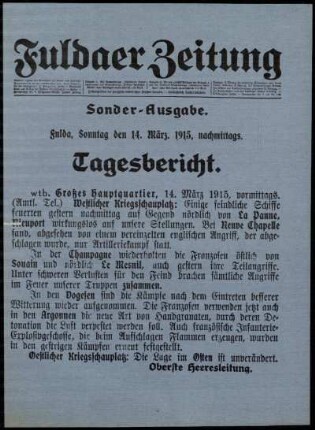 Fuldaer Zeitung
Sonder-Ausgabe.
Fulda, Sonntag den 14. März. 1915, nachmittags.
Tagesbericht.
wtb. Großes Hauptquartier, 14. März 1915, vormittags.
(Amtl. Tel.) Westlicher Kriegsschauplatz: Einige feindliche Schiffe
feuerten gestern nachmittag auf Gegend nördlich von La Panne,
Nieuport wirkungslos auf unsere Stellungen. Bei Neuve Chapelle
fand, abgesehen von einem vereinzelten englischen Angriff, der abge-
schlagen wurde, nur Artilleriekampf statt.
In der Champagne wiederholten die Franzosen östlich von
Souain und nördlich Le Mesnil, auch gestern ihre Teilangriffe.
Unter schweren Verlusten für den Feind brachen sämtliche Angriffe
im Feuer unserer Truppen zusammen.
In den Vogesen sind die Kämpfe nach dem Eintreten besserer
Witterung wieder aufgenommen. Die Franzosen verwenden jetzt auch
in den Argonnen die neue Art von Handgranaten, durch deren De-
tonation die Luft verpestet werden soll. Auch französische Infanterie-
Explosivgeschosse, die beim Aufschlagen Flammen erzeugen, wurden
in den gestrigen Kämpfen erneut festgestellt.
Oestlicher Kriegsschauplatz: Die Lage im Osten ist unverändert.
Oberste Heeresleitung.